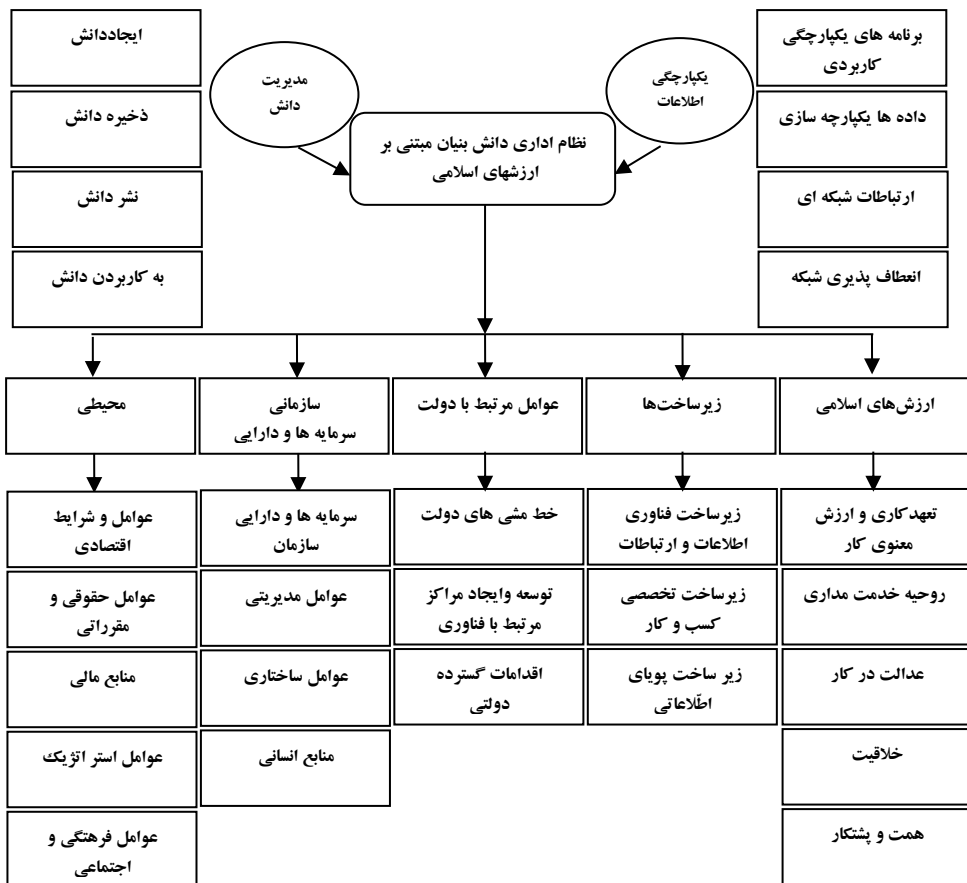 برنامه های یکپارچگی
کاربردی
داده ها یکپارچه سازی
ارتباطات شبکه ای
انعطاف پذیری شبکه
یکپارچگی
اطلاعات
مدیریت
دانش
ایجاددانش
ذخیره دانش
نشر دانش
به کاربردن دانش
نظام اداری دانش بنیان مبتنی بر
ارزشهای اسلامی
ارزش‌های اسلامی
تعهدکاری و ارزش
معنوی کار
روحیه خدمت مداری
عدالت در کار
خلاقیت
همت و پشتکار
زیرساخت‌ها
زیرساخت فناوری
اطلاعات و ارتباطات
زیرساخت تخصصی
کسب و کار
زیر ساخت پویای
اطّلاعاتی
عوامل مرتبط با دولت
خط مشی های دولت
توسعه وایجاد مراکز
مرتبط با فناوری
اقدامات گسترده
دولتی
سازمانی
سرمایه ها و دارایی
سرمایه ها و دارایی
سازمان
عوامل مدیریتی
عوامل ساختاری
منابع انسانی
محیطی
عوامل و شرایط
اقتصادی
عوامل حقوقی و
مقرراتی
منابع مالی
عوامل استر اتژیک
عوامل فرهتگی و
اجتماعی